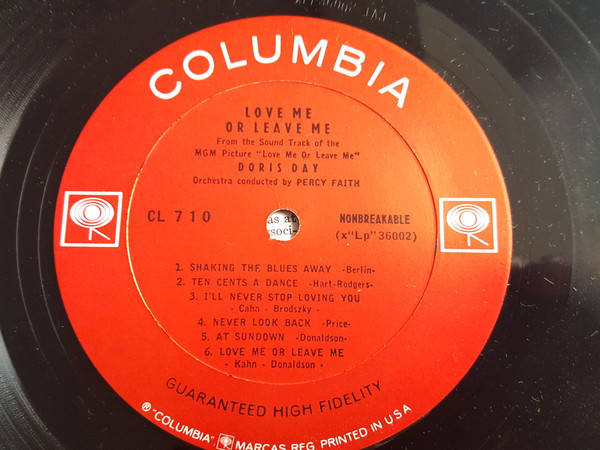 COLUMBIA
LOVE ME
OR LEAVE ME
From the Sound Track of the
MGM Picture "Love Me Or Leave Me"
DORIS DAY
Orchestra conducted by PERCY FAITH
CL 710
as at
soci-
NONBREAKABLE
(x"Lp"36002)
1. SHAKING THE BLUES AWAY -Berlin-
2. TEN CENTS A DANCE -Hart-Rodgers-
3. I'LL NEVER STOP LOVING YOU
- Cahn - Brodszky -
4. NEVER LOOK BACK -Price-
5. AT SUNDOWN -Donaldson-
6. LOVE ME OR LEAVE ME
- Kahn - Donaldson -
GUARANTEED HIGH FIDELITY
® "COLUMBIA", MARCAS REG. PRINTED IN U S A